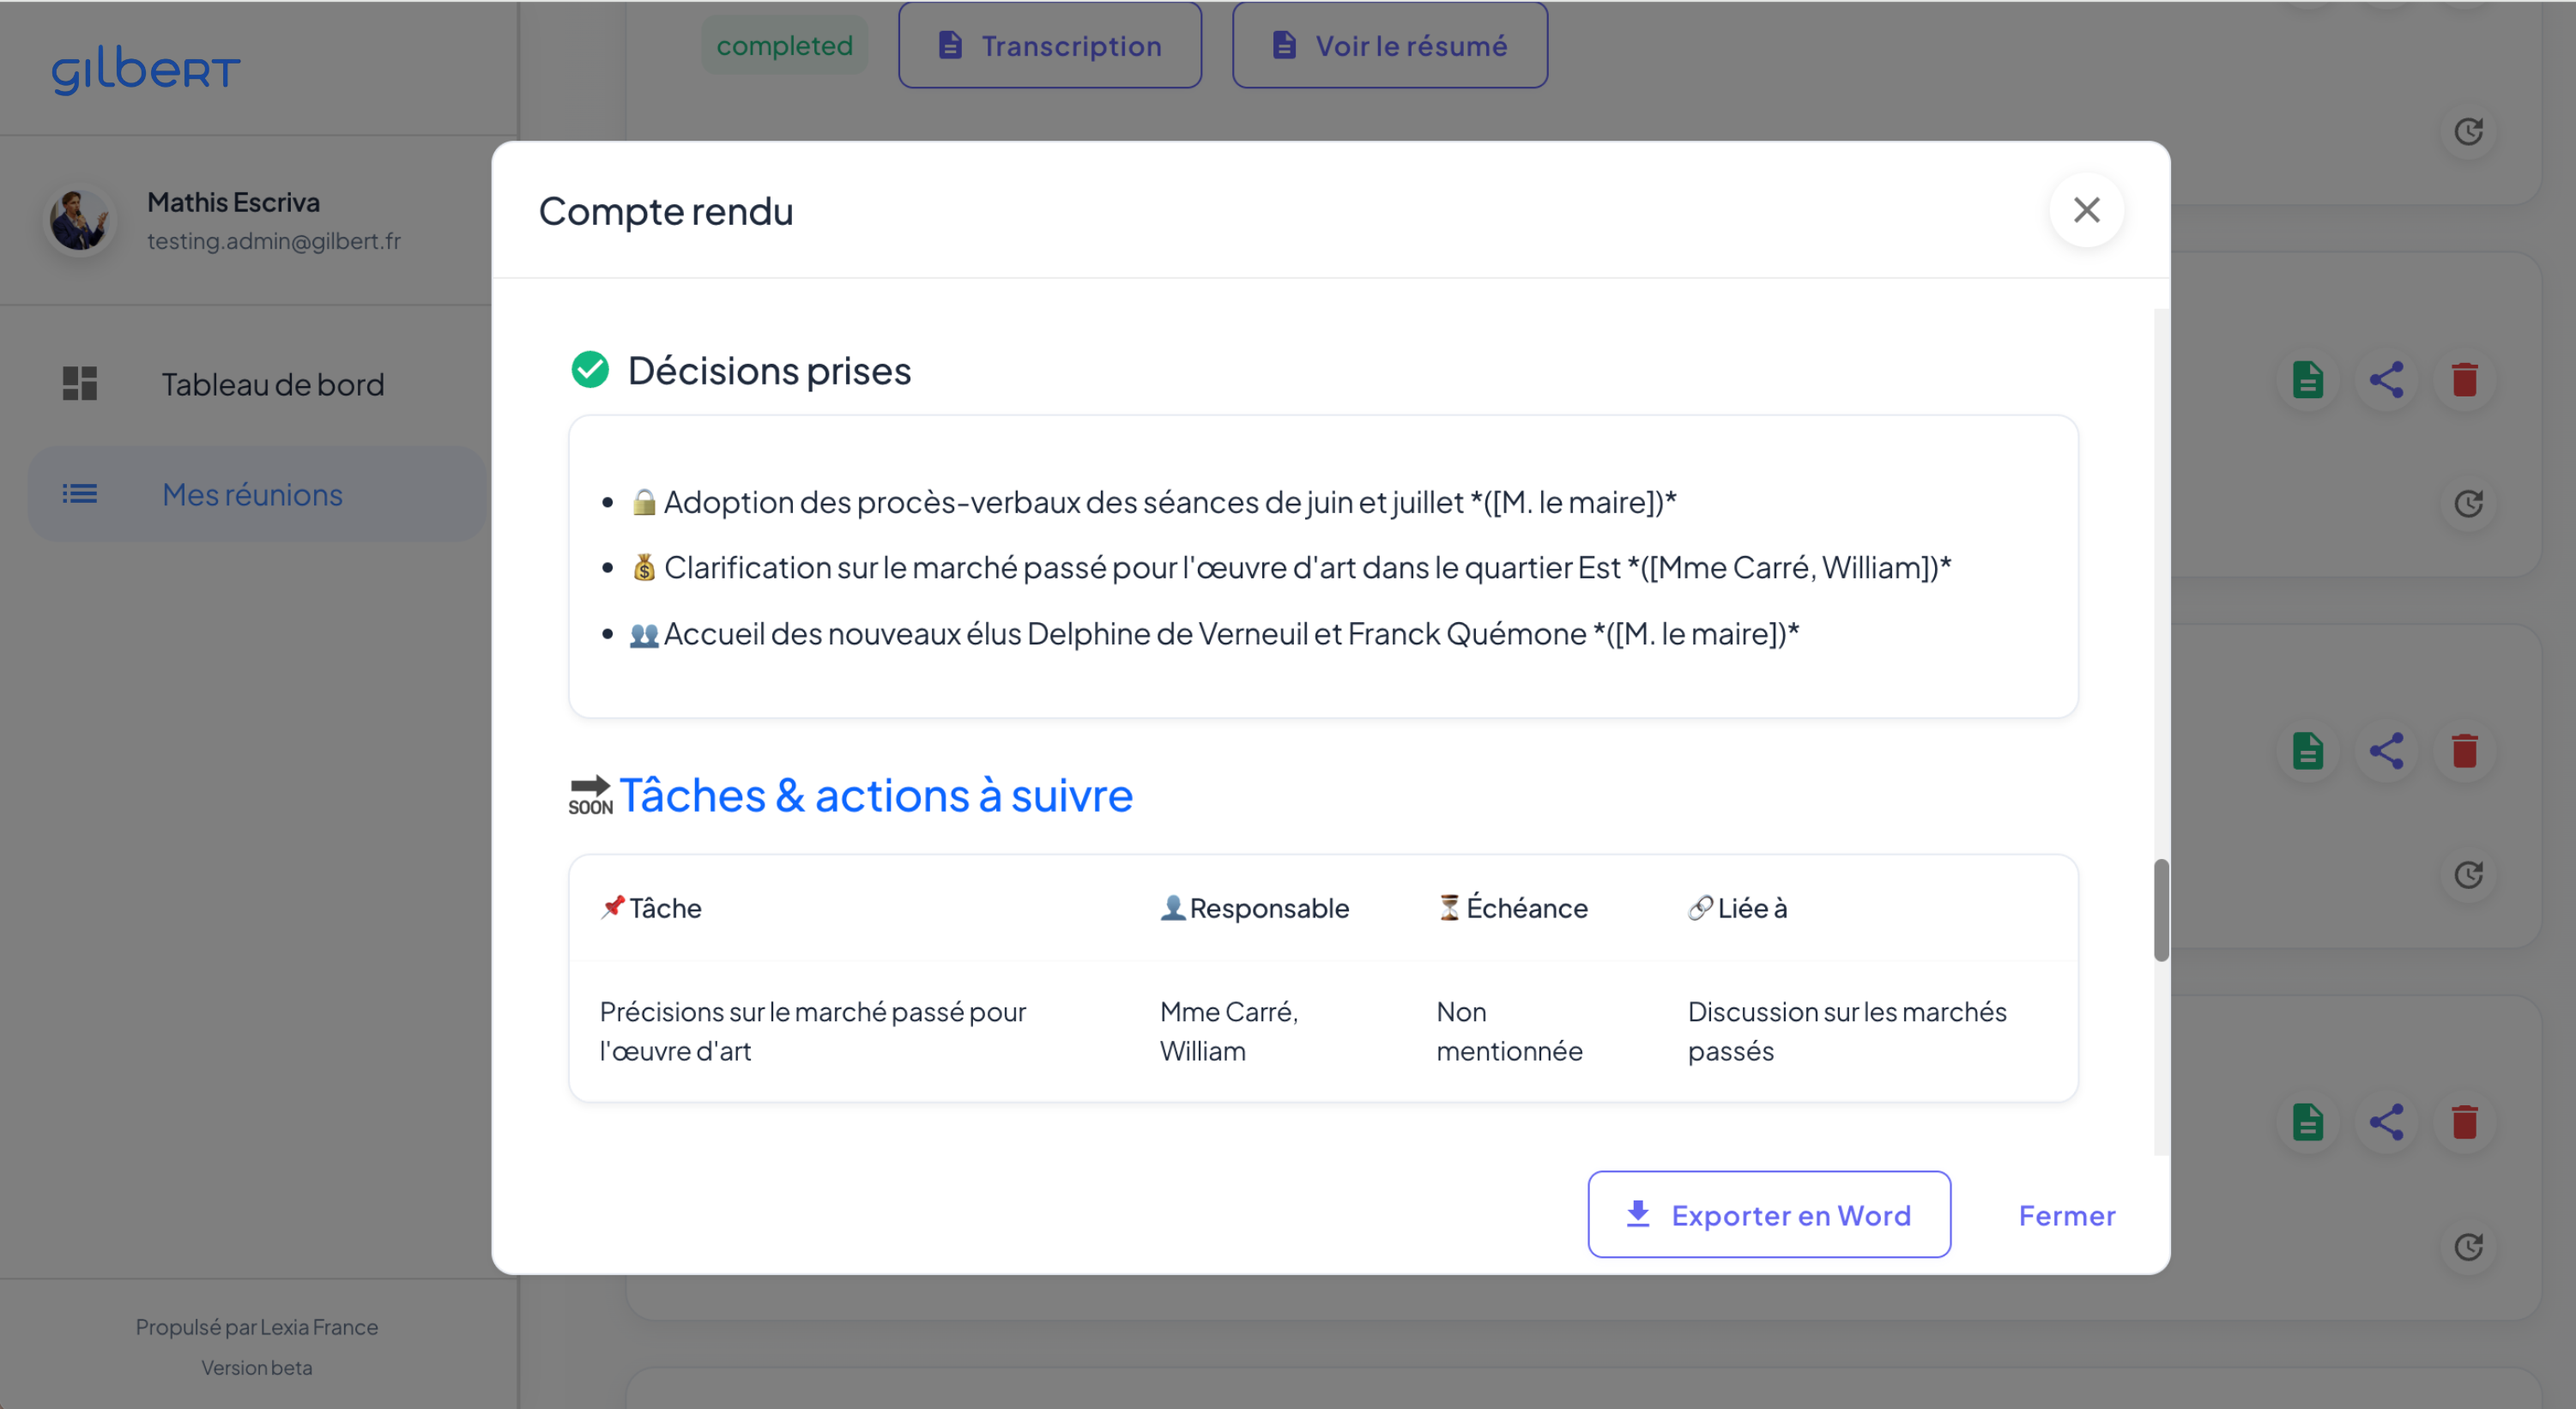 gilbert
Mathis Escriva
testing.admin@gilbert.fr
Tableau de bord
Mes réunions
Propulsé par Lexia France
Version beta
completed
Transcription
Voir le résumé
Compte rendu
Décisions prises
• 🔒 Adoption des procès-verbaux des séances de juin et juillet *([M. le maire])*
• 💰 Clarification sur le marché passé pour l'œuvre d'art dans le quartier Est *([Mme Carré, William])*
• 👥 Accueil des nouveaux élus Delphine de Verneuil et Franck Quémone *([M. le maire])*
SOON Tâches & actions à suivre
📌 Tâche 👤 Responsable ⏳ Échéance 🔗 Liée à
Précisions sur le marché passé pour
l'œuvre d'art
Mme Carré,
William
Non
mentionnée
Discussion sur les marchés
passés
Exporter en Word
Fermer